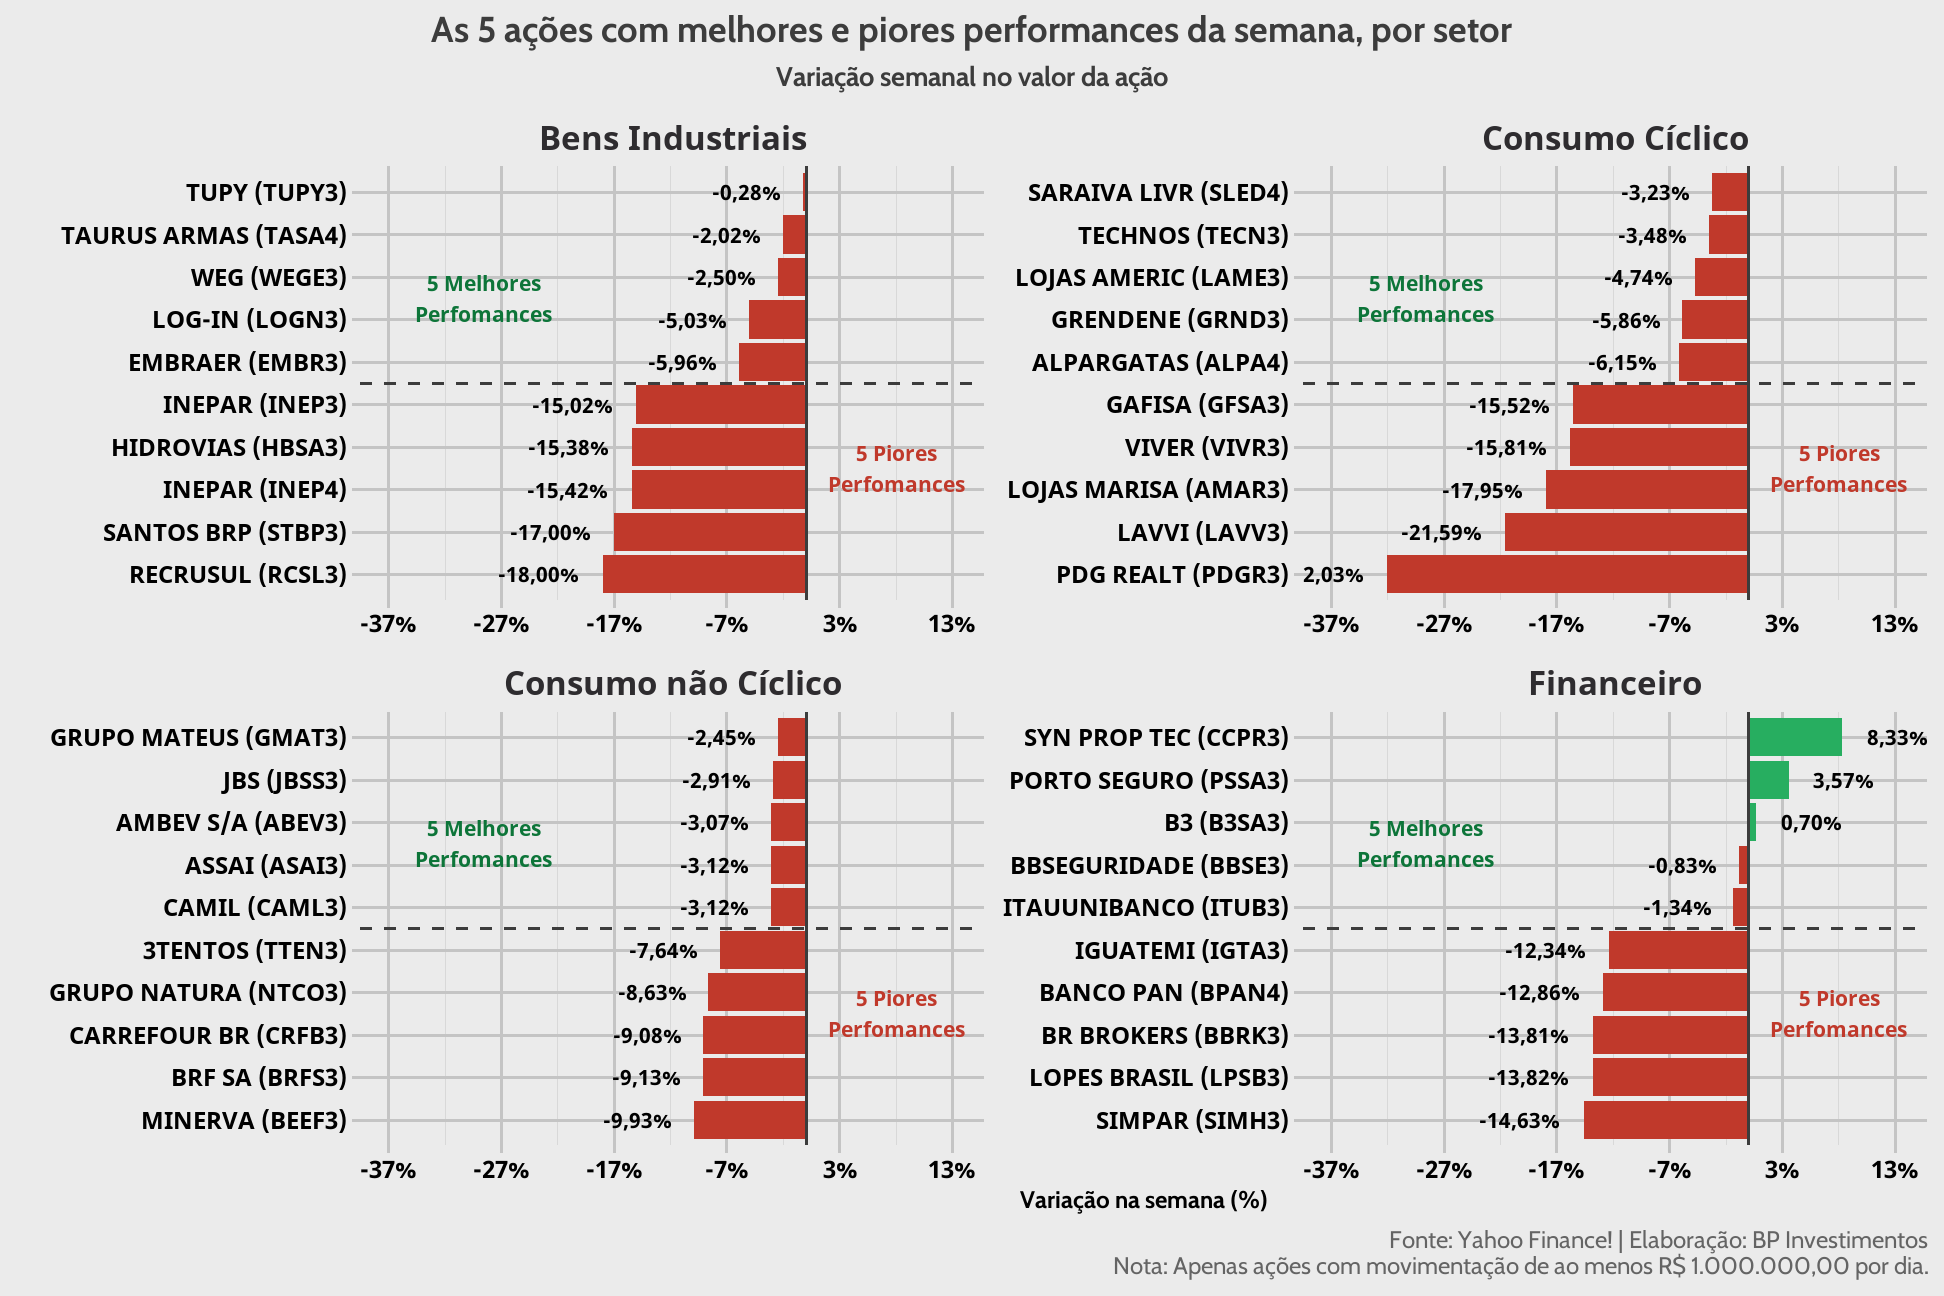 As 5 ações com melhores e piores performances da semana, por setor
Variação semanal no valor da ação
Bens Industriais
TUPY (TUPY3) -0,28%
TAURUS ARMAS (TASA4) -2,02%
WEG (WEGE3) -2,50%
LOG-IN (LOGN3) -5,03%
EMBRAER (EMBR3) -5,96%
INEPAR (INEP3) -15,02%
HIDROVIAS (HBSA3) -15,38%
INEPAR (INEP4) -15,42%
SANTOS BRP (STBP3) -17,00%
RECRUSUL (RCSL3) -18,00%
5 Melhores
Perfomances
5 Piores
Perfomances
-37% -27% -17% -7% 3% 13%
Consumo Cíclico
SARAIVA LIVR (SLED4) -3,23%
TECHNOS (TECN3) -3,48%
LOJAS AMERIC (LAME3) -4,74%
GRENDENE (GRND3) -5,86%
ALPARGATAS (ALPA4) -6,15%
GAFISA (GFSA3) -15,52%
VIVER (VIVR3) -15,81%
LOJAS MARISA (AMAR3) -17,95%
LAVVI (LAVV3) -21,59%
PDG REALT (PDGR3) 2,03%
5 Melhores
Perfomances
5 Piores
Perfomances
-37% -27% -17% -7% 3% 13%
Consumo não Cíclico
GRUPO MATEUS (GMAT3) -2,45%
JBS (JBSS3) -2,91%
AMBEV S/A (ABEV3) -3,07%
ASSAI (ASAI3) -3,12%
CAMIL (CAML3) -3,12%
3TENTOS (TTEN3) -7,64%
GRUPO NATURA (NTCO3) -8,63%
CARREFOUR BR (CRFB3) -9,08%
BRF SA (BRFS3) -9,13%
MINERVA (BEEF3) -9,93%
5 Melhores
Perfomances
5 Piores
Perfomances
-37% -27% -17% -7% 3% 13%
Financeiro
SYN PROP TEC (CCPR3) 8,33%
PORTO SEGURO (PSSA3) 3,57%
B3 (B3SA3) 0,70%
BBSEGURIDADE (BBSE3) -0,83%
ITAUUNIBANCO (ITUB3) -1,34%
IGUATEMI (IGTA3) -12,34%
BANCO PAN (BPAN4) -12,86%
BR BROKERS (BBRK3) -13,81%
LOPES BRASIL (LPSB3) -13,82%
SIMPAR (SIMH3) -14,63%
5 Melhores
Perfomances
5 Piores
Perfomances
-37% -27% -17% -7% 3% 13%
Variação na semana (%)
Fonte: Yahoo Finance! | Elaboração: BP Investimentos
Nota: Apenas ações com movimentação de ao menos R$ 1.000.000,00 por dia.